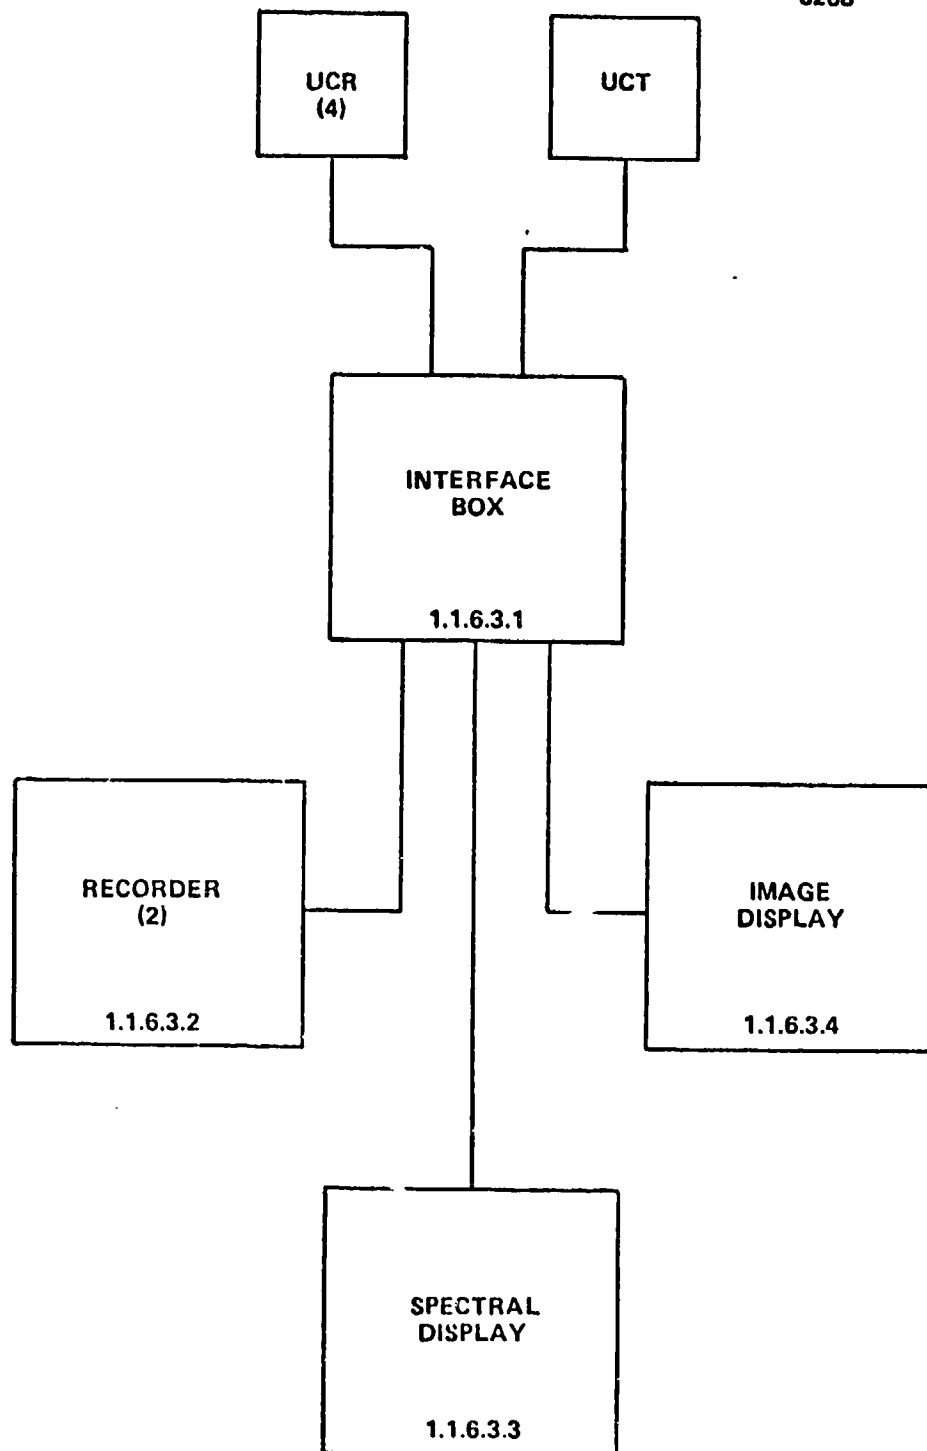 UCR
(4)
UCT
INTERFACE
BOX
1.1.6.3.1
RECORDER
(2)
1.1.6.3.2
IMAGE
DISPLAY
1.1.6.3.4
SPECTRAL
DISPLAY
1.1.6.3.3